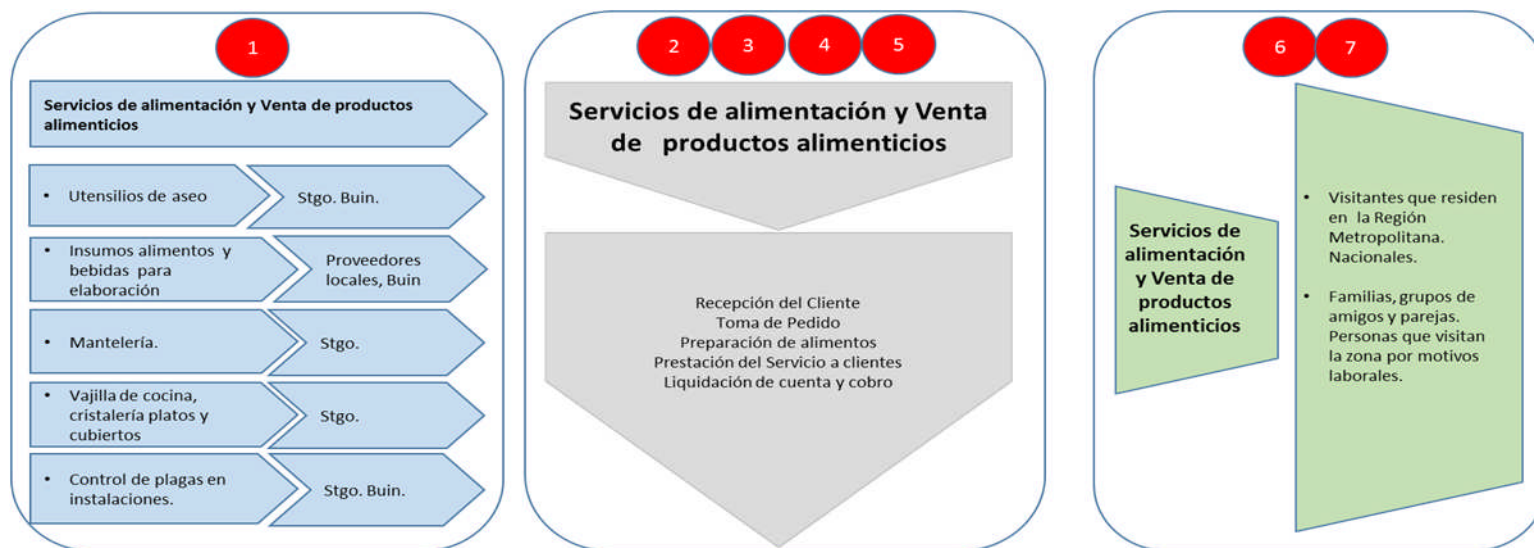 1
Servicios de alimentación y Venta de productos
alimenticios
• Utensilios de aseo
Stgo. Buin.
• Insumos alimentos y
bebidas para
elaboración
Proveedores
locales, Buin
• Mantelería.
Stgo.
• Vajilla de cocina,
cristalería platos y
cubiertos
Stgo.
• Control de plagas en
instalaciones.
Stgo. Buin.
2 3 4 5
Servicios de alimentación y Venta
de productos alimenticios
Recepción del Cliente
Toma de Pedido
Preparación de alimentos
Prestación del Servicio a clientes
Liquidación de cuenta y cobro
6 7
Servicios de
alimentación
y Venta de
productos
alimenticios
• Visitantes que residen
en la Región
Metropolitana.
Nacionales.
• Familias, grupos de
amigos y parejas.
Personas que visitan
la zona por motivos
laborales.